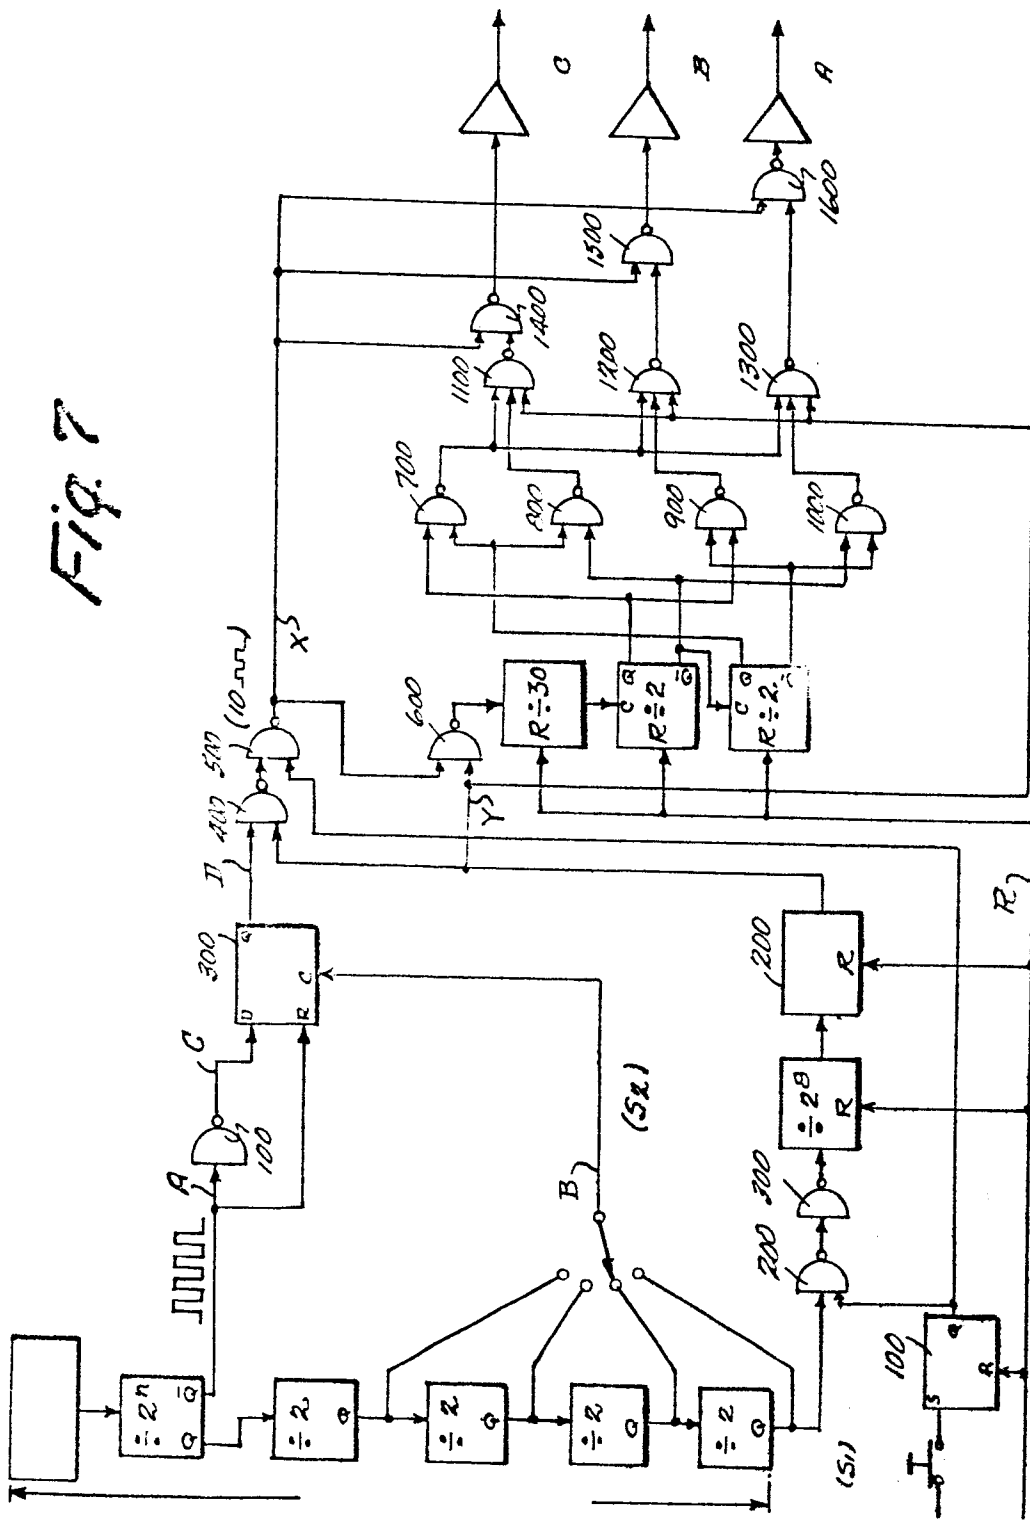 Fig. 7
C
B
A
1600
1500
1400
1100
1200
1300
700
800
900
1000
X
(10
500
400
600
R÷30
C
Q
R÷2
Q̄
C
Q
R÷2
Y
D
300
Q
D
R
C
C
100
A
B
(S2)
÷2ⁿ
Q
Q̄
÷2
Q
÷2
Q
÷2
Q
÷2
Q
(S1)
200
300
÷2⁸
R
200
R
R
100
S
Q
R